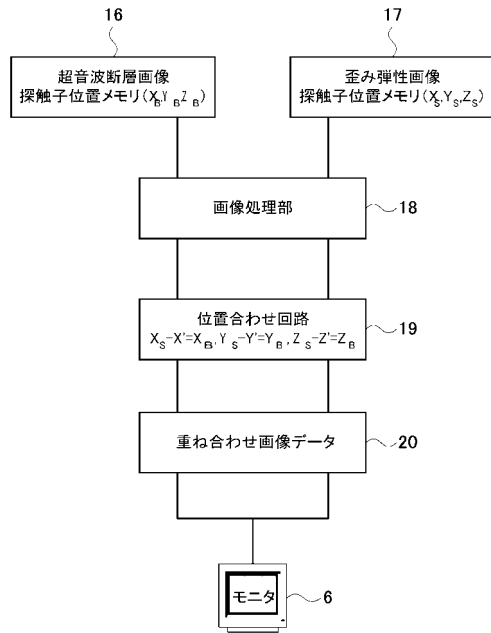 16
17
超音波断層画像
探触子位置メモリ(XB,YB,ZB)
歪み弾性画像
探触子位置メモリ(XS,YS,ZS)
画像処理部
18
位置合わせ回路
XS-X'=XB,YS-Y'=YB,ZS-Z'=ZB
19
重ね合わせ画像データ
20
モニタ
6